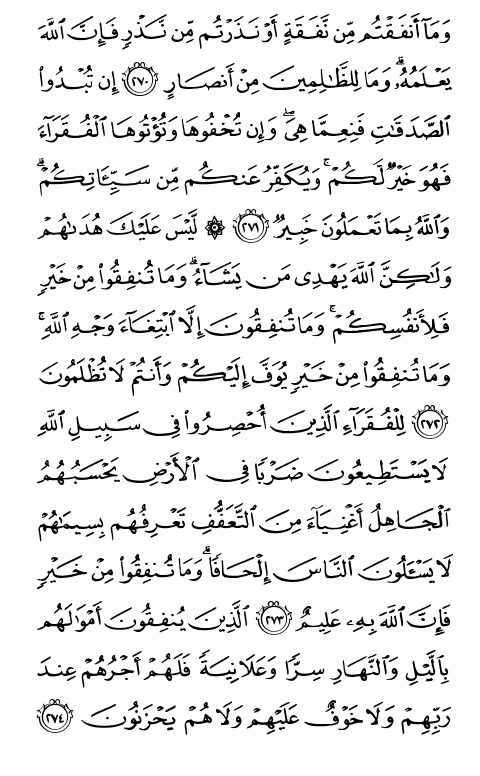 وَمَآ أَنفَقۡتُم مِّن نَّفَقَةٍ أَوۡ نَذَرۡتُم مِّن نَّذۡرٖ فَإِنَّ ٱللَّهَ
يَعۡلَمُهُۥۗ وَمَا لِلظَّٰلِمِينَ مِنۡ أَنصَارٍ ٢٧٠ إِن تُبۡدُواْ
ٱلصَّدَقَٰتِ فَنِعِمَّا هِيَۖ وَإِن تُخۡفُوهَا وَتُؤۡتُوهَا ٱلۡفُقَرَآءَ
فَهُوَ خَيۡرٞ لَّكُمۡۚ وَيُكَفِّرُ عَنكُم مِّن سَيِّـَٔاتِكُمۡۗ
وَٱللَّهُ بِمَا تَعۡمَلُونَ خَبِيرٞ ٢٧١ ۞ لَّيۡسَ عَلَيۡكَ هُدَىٰهُمۡ
وَلَٰكِنَّ ٱللَّهَ يَهۡدِي مَن يَشَآءُۗ وَمَا تُنفِقُواْ مِنۡ خَيۡرٖ
فَلِأَنفُسِكُمۡۚ وَمَا تُنفِقُونَ إِلَّا ٱبۡتِغَآءَ وَجۡهِ ٱللَّهِۚ
وَمَا تُنفِقُواْ مِنۡ خَيۡرٖ يُوَفَّ إِلَيۡكُمۡ وَأَنتُمۡ لَا تُظۡلَمُونَ
٢٧٢ لِلۡفُقَرَآءِ ٱلَّذِينَ أُحۡصِرُواْ فِي سَبِيلِ ٱللَّهِ
لَا يَسۡتَطِيعُونَ ضَرۡبٗا فِي ٱلۡأَرۡضِ يَحۡسَبُهُمُ
ٱلۡجَاهِلُ أَغۡنِيَآءَ مِنَ ٱلتَّعَفُّفِ تَعۡرِفُهُم بِسِيمَٰهُمۡ
لَا يَسۡـَٔلُونَ ٱلنَّاسَ إِلۡحَافٗاۗ وَمَا تُنفِقُواْ مِنۡ خَيۡرٖ
فَإِنَّ ٱللَّهَ بِهِۦ عَلِيمٌ ٢٧٣ ٱلَّذِينَ يُنفِقُونَ أَمۡوَٰلَهُم
بِٱلَّيۡلِ وَٱلنَّهَارِ سِرّٗا وَعَلَانِيَةٗ فَلَهُمۡ أَجۡرُهُمۡ عِندَ
رَبِّهِمۡ وَلَا خَوۡفٌ عَلَيۡهِمۡ وَلَا هُمۡ يَحۡزَنُونَ ٢٧٤